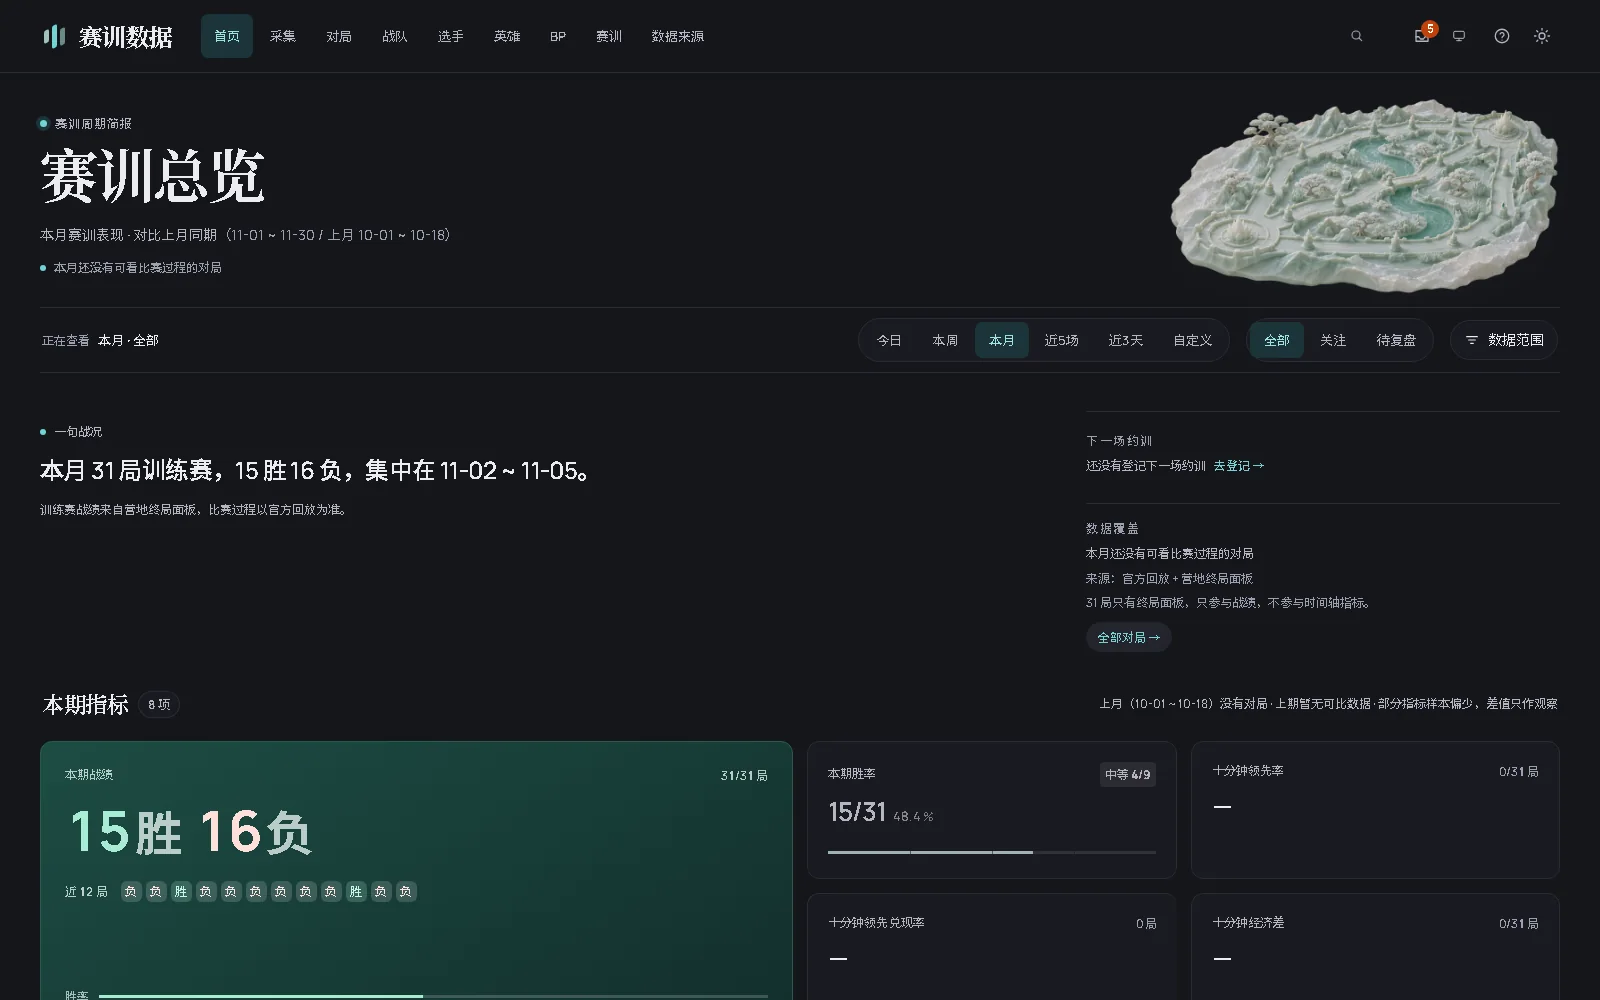 赛训数据 首页 采集 对局 战队 选手 英雄 BP 赛训 数据来源 5
赛训周期简报
赛训总览
本月赛训表现 · 对比上月同期（11-01 ~ 11-30 / 上月 10-01 ~ 10-18）
本月还没有可看比赛过程的对局
正在查看 本月 · 全部 今日 本周 本月 近5场 近3天 自定义 全部 关注 待复盘 数据范围
一句战况
本月 31 局训练赛，15 胜 16 负，集中在 11-02 ~ 11-05。
训练赛战绩来自营地终局面板，比赛过程以官方回放为准。
下一场约训
还没有登记下一场约训 去登记 →
数据覆盖
本月还没有可看比赛过程的对局
来源：官方回放 + 营地终局面板
31 局只有终局面板，只参与战绩，不参与时间轴指标。
全部对局 →
本期指标 8 项
上月（10-01 ~ 10-18）没有对局 · 上期暂无可比数据 · 部分指标样本偏少，差值只作观察
本期战绩 31/31 局
15胜 16负
近 12 局 负 负 胜 负 负 负 负 负 负 胜 负 负
胜率
本期胜率 中等 4/9
15/31 48.4 %
十分钟领先率 0/31 局
—
十分钟领先兑现率 0 局
—
十分钟经济差 0/31 局
—